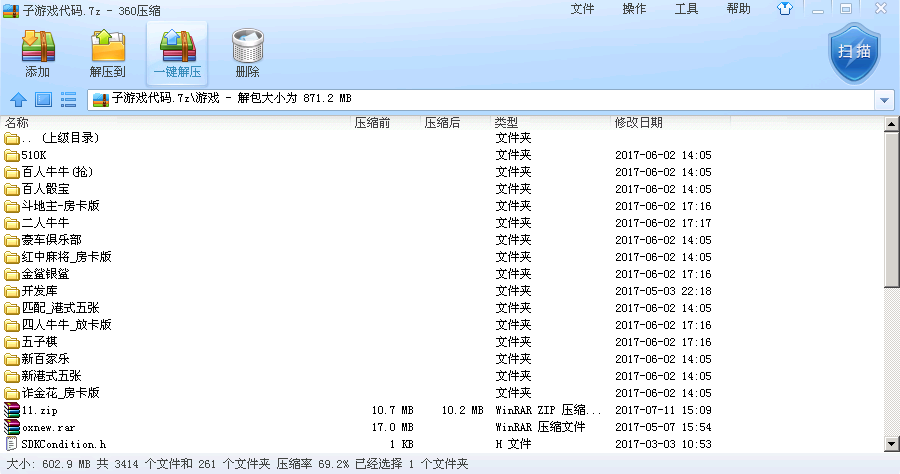 子游戏代码.7z - 360压缩
文件 操作 工具 帮助
添加 解压到 一键解压 删除 扫描
子游戏代码.7z\游戏 - 解包大小为 871.2 MB
名称 压缩前 压缩后 类型 修改日期
.. (上级目录) 文件夹
510K 文件夹 2017-06-02 14:05
百人牛牛(抢) 文件夹 2017-06-02 14:05
百人骰宝 文件夹 2017-06-02 14:05
斗地主-房卡版 文件夹 2017-06-02 17:16
二人牛牛 文件夹 2017-06-02 17:17
豪车俱乐部 文件夹 2017-06-02 14:05
红中麻将_房卡版 文件夹 2017-06-02 14:05
金鲨银鲨 文件夹 2017-06-02 17:16
开发库 文件夹 2017-05-03 22:18
匹配_港式五张 文件夹 2017-06-02 14:05
四人牛牛_放卡版 文件夹 2017-06-02 17:16
五子棋 文件夹 2017-06-02 17:16
新百家乐 文件夹 2017-06-02 14:05
新港式五张 文件夹 2017-06-02 14:05
诈金花_房卡版 文件夹 2017-06-02 14:05
11.zip 10.7 MB 10.2 MB WinRAR ZIP 压缩... 2017-07-11 15:09
oxnew.rar 17.0 MB WinRAR 压缩文件 2017-05-07 15:54
SDKCondition.h 1 KB H 文件 2017-03-03 10:53
大小: 602.9 MB 共 3414 个文件和 261 个文件夹 压缩率 69.2% 已经选择 1 个文件夹